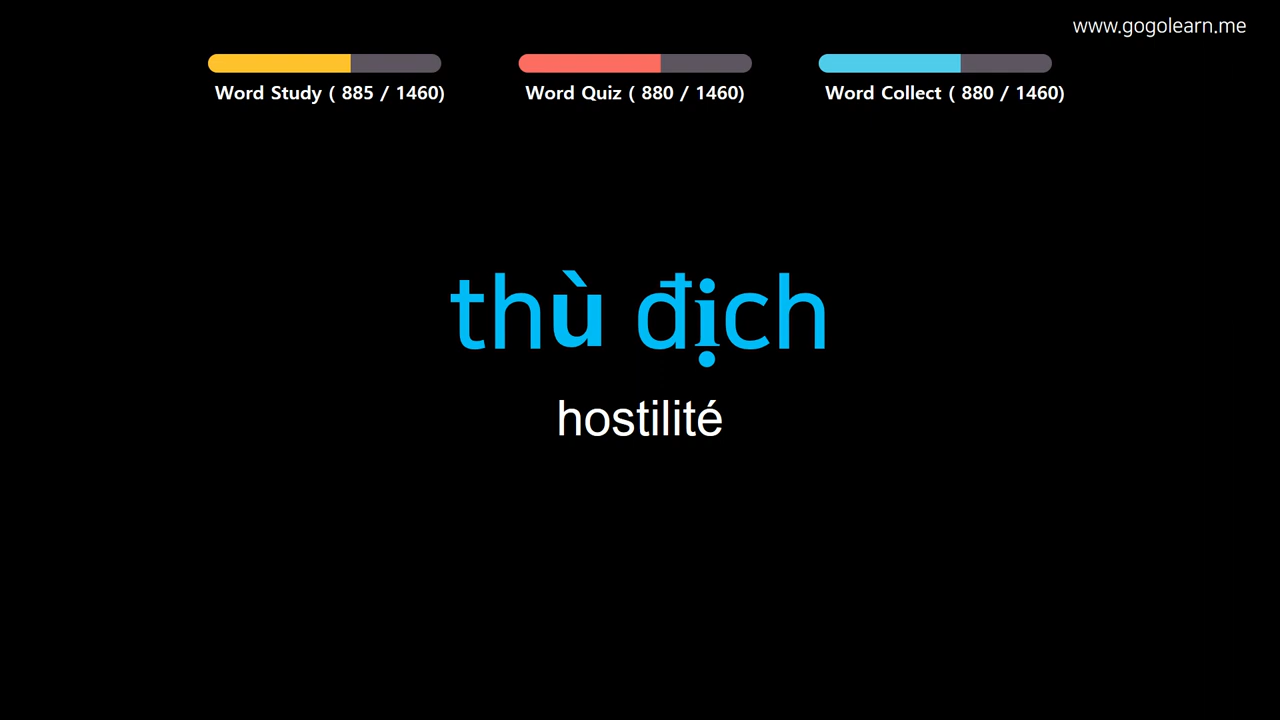 www.gogolearn.me
Word Study ( 885 / 1460)
Word Quiz ( 880 / 1460)
Word Collect ( 880 / 1460)
thù địch
hostilité